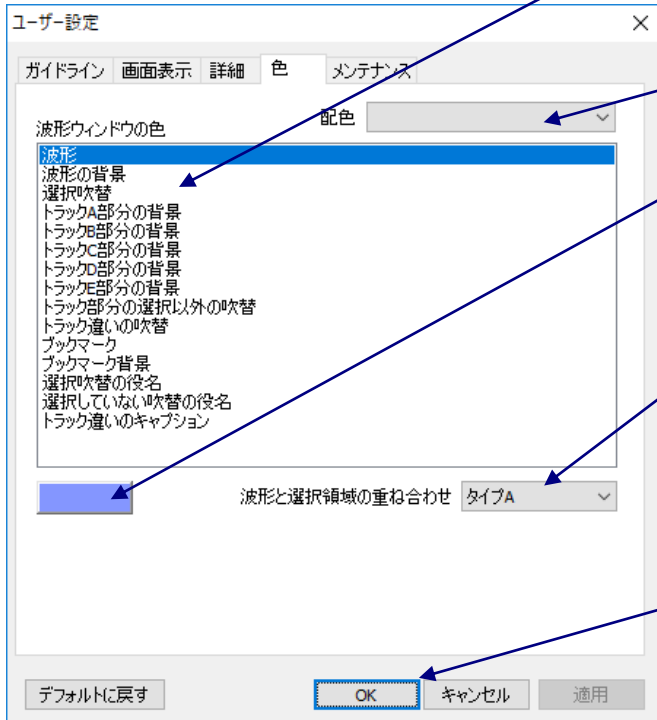 ユーザー設定
ガイドライン 画面表示 詳細 色 メンテナンス
配色
波形ウィンドウの色
波形
波形の背景
選択吹替
トラックA部分の背景
トラックB部分の背景
トラックC部分の背景
トラックD部分の背景
トラックE部分の背景
トラック部分の選択以外の吹替
トラック違いの吹替
ブックマーク
ブックマーク背景
選択吹替の役名
選択していない吹替の役名
トラック違いのキャプション
波形と選択領域の重ね合わせ タイプA
デフォルトに戻す OK キャンセル 適用